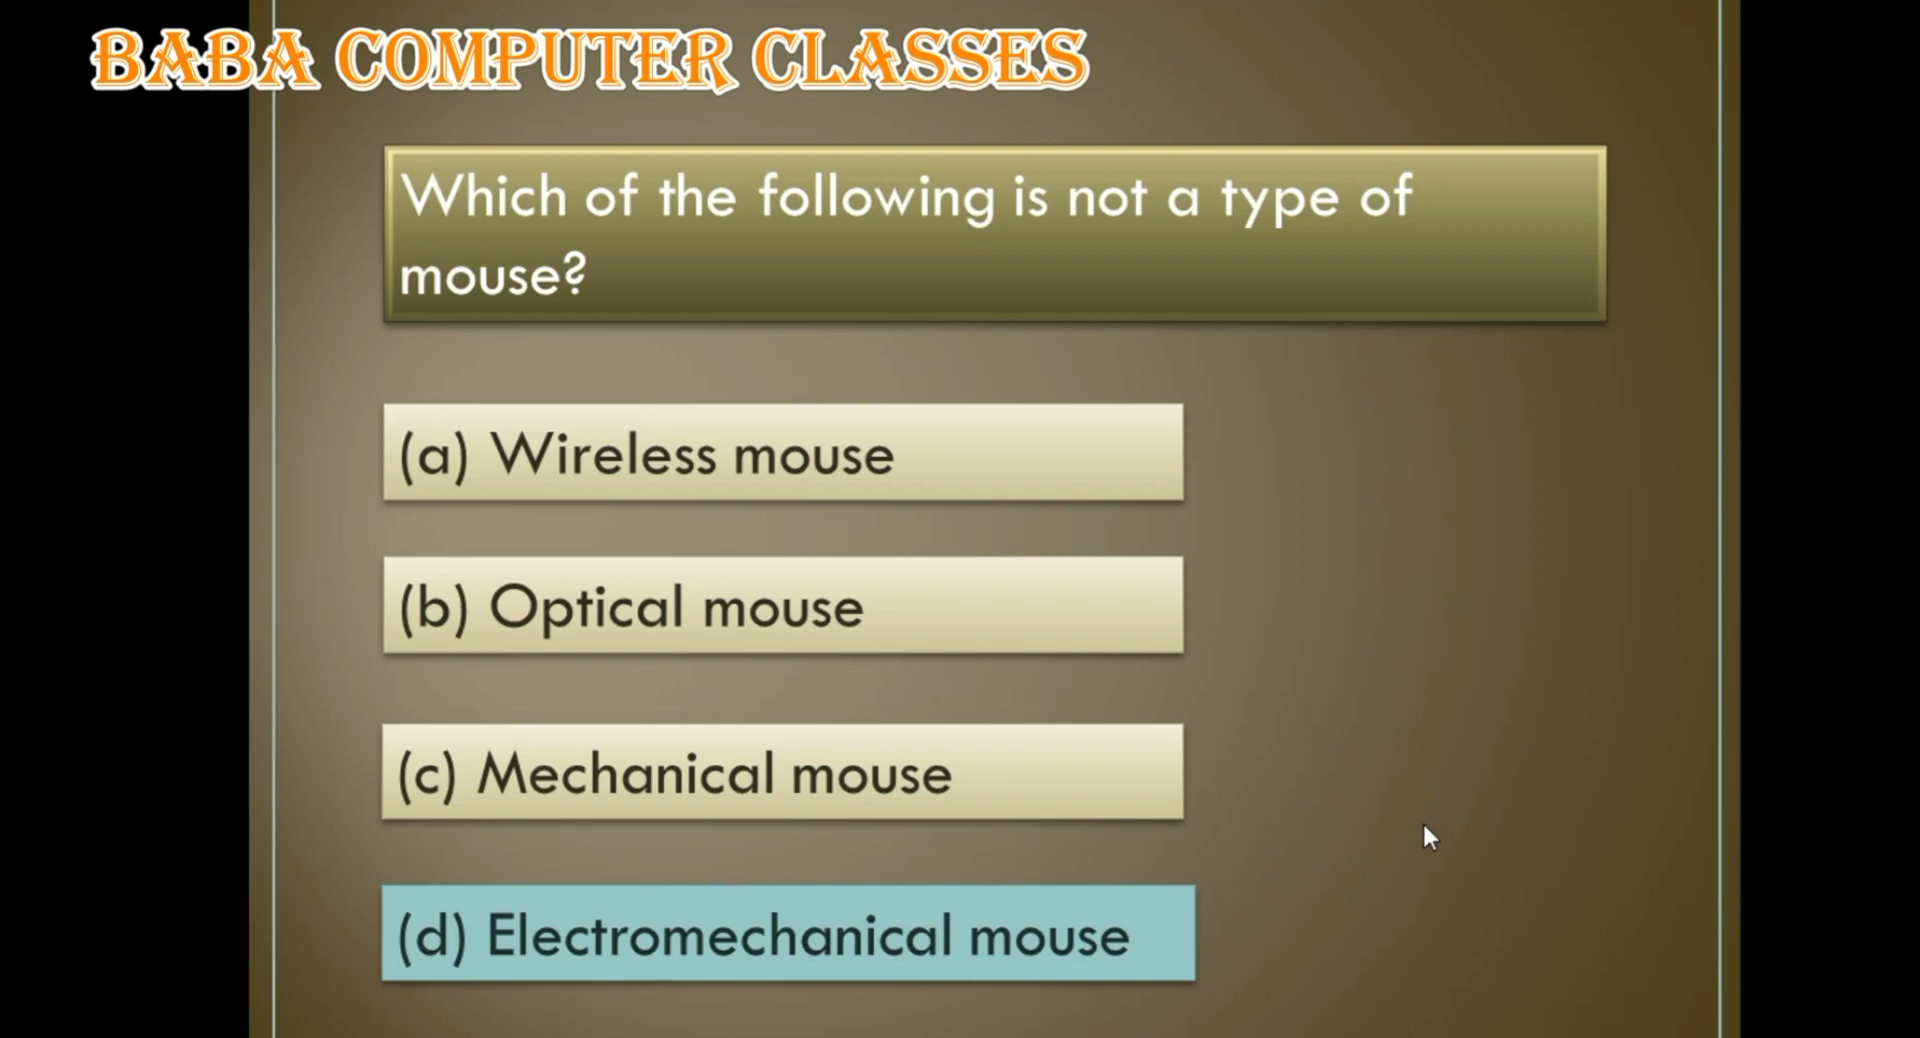 BABA COMPUTER CLASSES
Which of the following is not a type of
mouse?
(a) Wireless mouse
(b) Optical mouse
(c) Mechanical mouse
(d) Electromechanical mouse